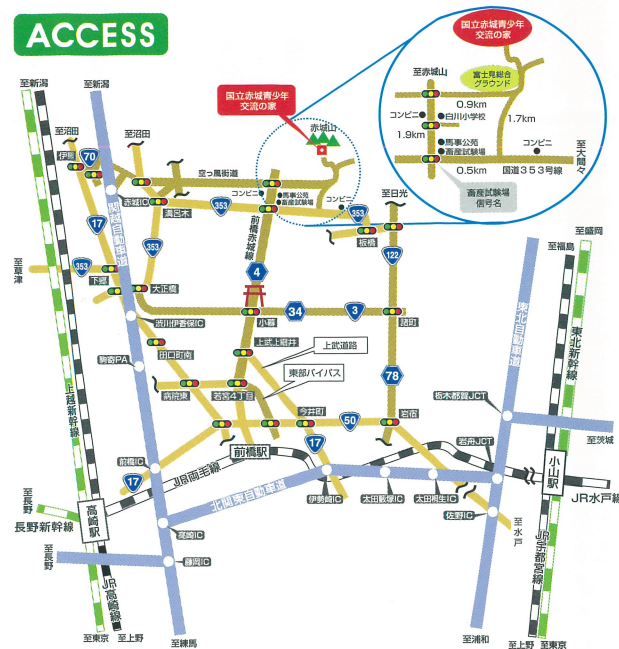 ACCESS
国立赤城青少年
交流の家
至赤城山
富士見総合
グラウンド
0.9km
1.7km
コンビニ
白川小学校
1.9km
馬事公苑
畜産試験場
コンビニ
0.5km
国道353号線
至大間々
畜産試験場
信号名
国立赤城青少年
交流の家
赤城山
至新潟
至新潟
至沼田
至沼田
70
空っ風街道
コンビニ
馬事公苑
畜産試験場
コンビニ
至日光
赤城IC
溝呂木
353
353
板橋
17
関越自動車道
353
前橋赤城線
122
至草津
353
下郷
大正橋
4
小暮
34
3
渋川伊香保IC
田口町南
上武上細井
上武道路
駒寄PA
東部バイパス
病院東
若宮4丁目
78
今井町
50
岩宿
上越新幹線
前橋駅
17
前橋IC
17
JR両毛線
北関東自動車道
伊勢崎IC
太田藪塚IC
太田桐生IC
至長野
長野新幹線
高崎駅
高崎IC
至長野
藤岡IC
JR高崎線
至東京
至上野
至練馬
至盛岡
至福島
東北自動車道
東北新幹線
栃木都賀JCT
至茨城
岩舟JCT
小山駅
JR水戸線
佐野IC
至水戸
JR宇都宮線
至浦和
至上野
至東京